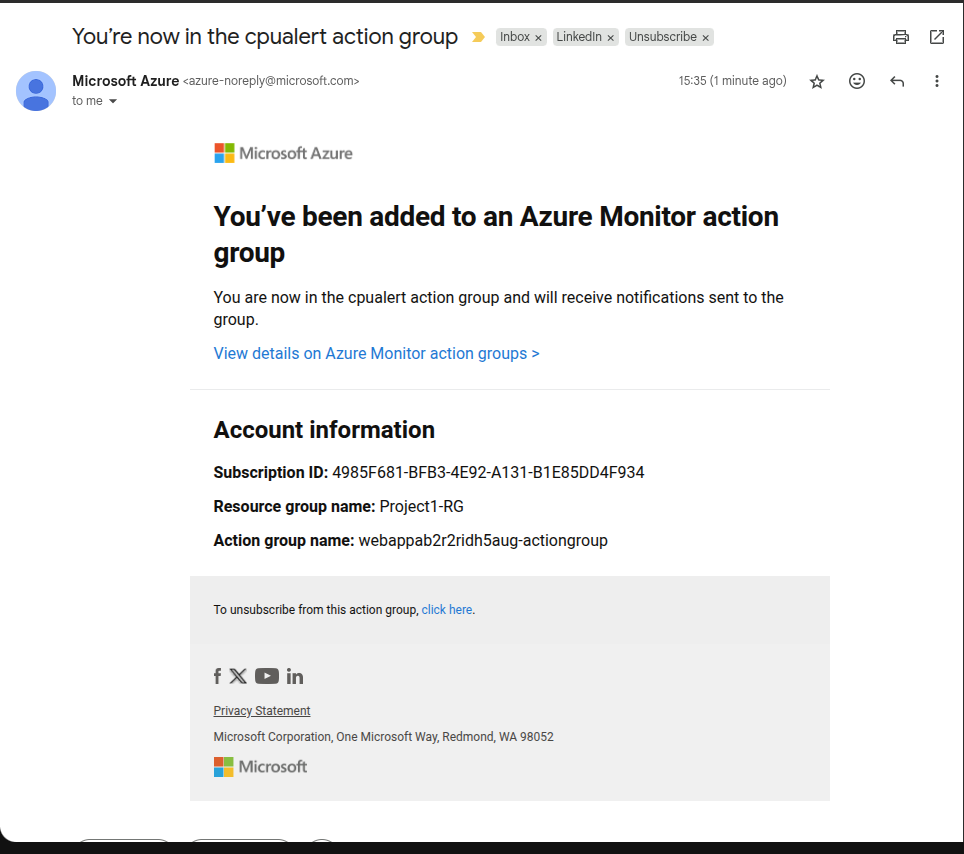 You're now in the cpualert action group Inbox × LinkedIn × Unsubscribe ×
Microsoft Azure <azure-noreply@microsoft.com> 15:35 (1 minute ago)
to me
Microsoft Azure
You've been added to an Azure Monitor action
group
You are now in the cpualert action group and will receive notifications sent to the
group.
View details on Azure Monitor action groups >
Account information
Subscription ID: 4985F681-BFB3-4E92-A131-B1E85DD4F934
Resource group name: Project1-RG
Action group name: webappab2r2ridh5aug-actiongroup
To unsubscribe from this action group, click here.
Privacy Statement
Microsoft Corporation, One Microsoft Way, Redmond, WA 98052
Microsoft